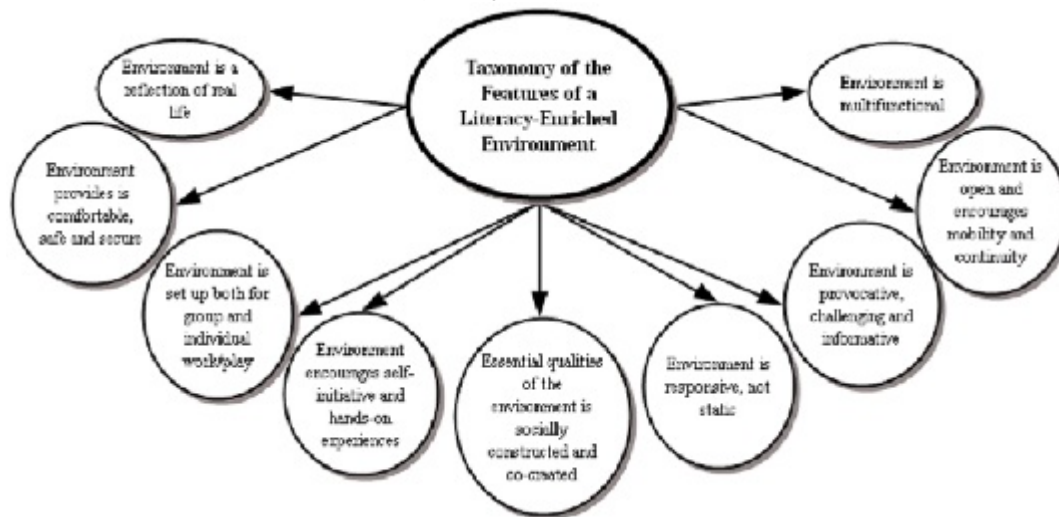 Taxonomy of the
Features of a
Literacy-Enriched
Environment
Environment is a
reflection of real
life
Environment
provides is
comfortable,
safe and secure
Environment is
set up both for
group and
individual
work/play
Environment
encourages self-
initiative and
hands-on
experiences
Essential qualities
of the
environment is
socially
constructed and
co-created
Environment is
responsive, not
static
Environment is
provocative,
challenging and
informative
Environment is
open and
encourages
mobility and
continuity
Environment is
multifunctional